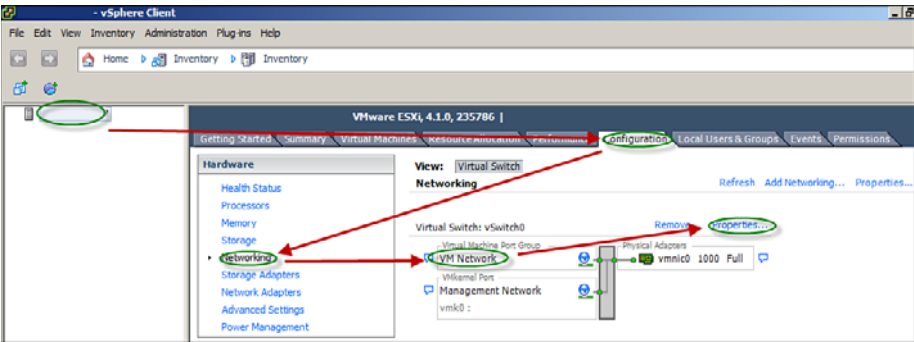 - vSphere Client
File Edit View Inventory Administration Plug-ins Help
Home Inventory Inventory
VMware ESXi, 4.1.0, 235786 |
Getting Started Summary Virtual Machines Resource Allocation Performance Configuration Local Users & Groups Events Permissions
Hardware
View: Virtual Switch
Networking
Refresh Add Networking... Properties...
Health Status
Processors
Memory
Storage
Networking
Storage Adapters
Network Adapters
Advanced Settings
Power Management
Virtual Switch: vSwitch0
Remove... Properties...
Virtual Machine Port Group
Physical Adapters
VM Network
vmnic0 1000 Full
VMkernel Port
Management Network
vmk0 :